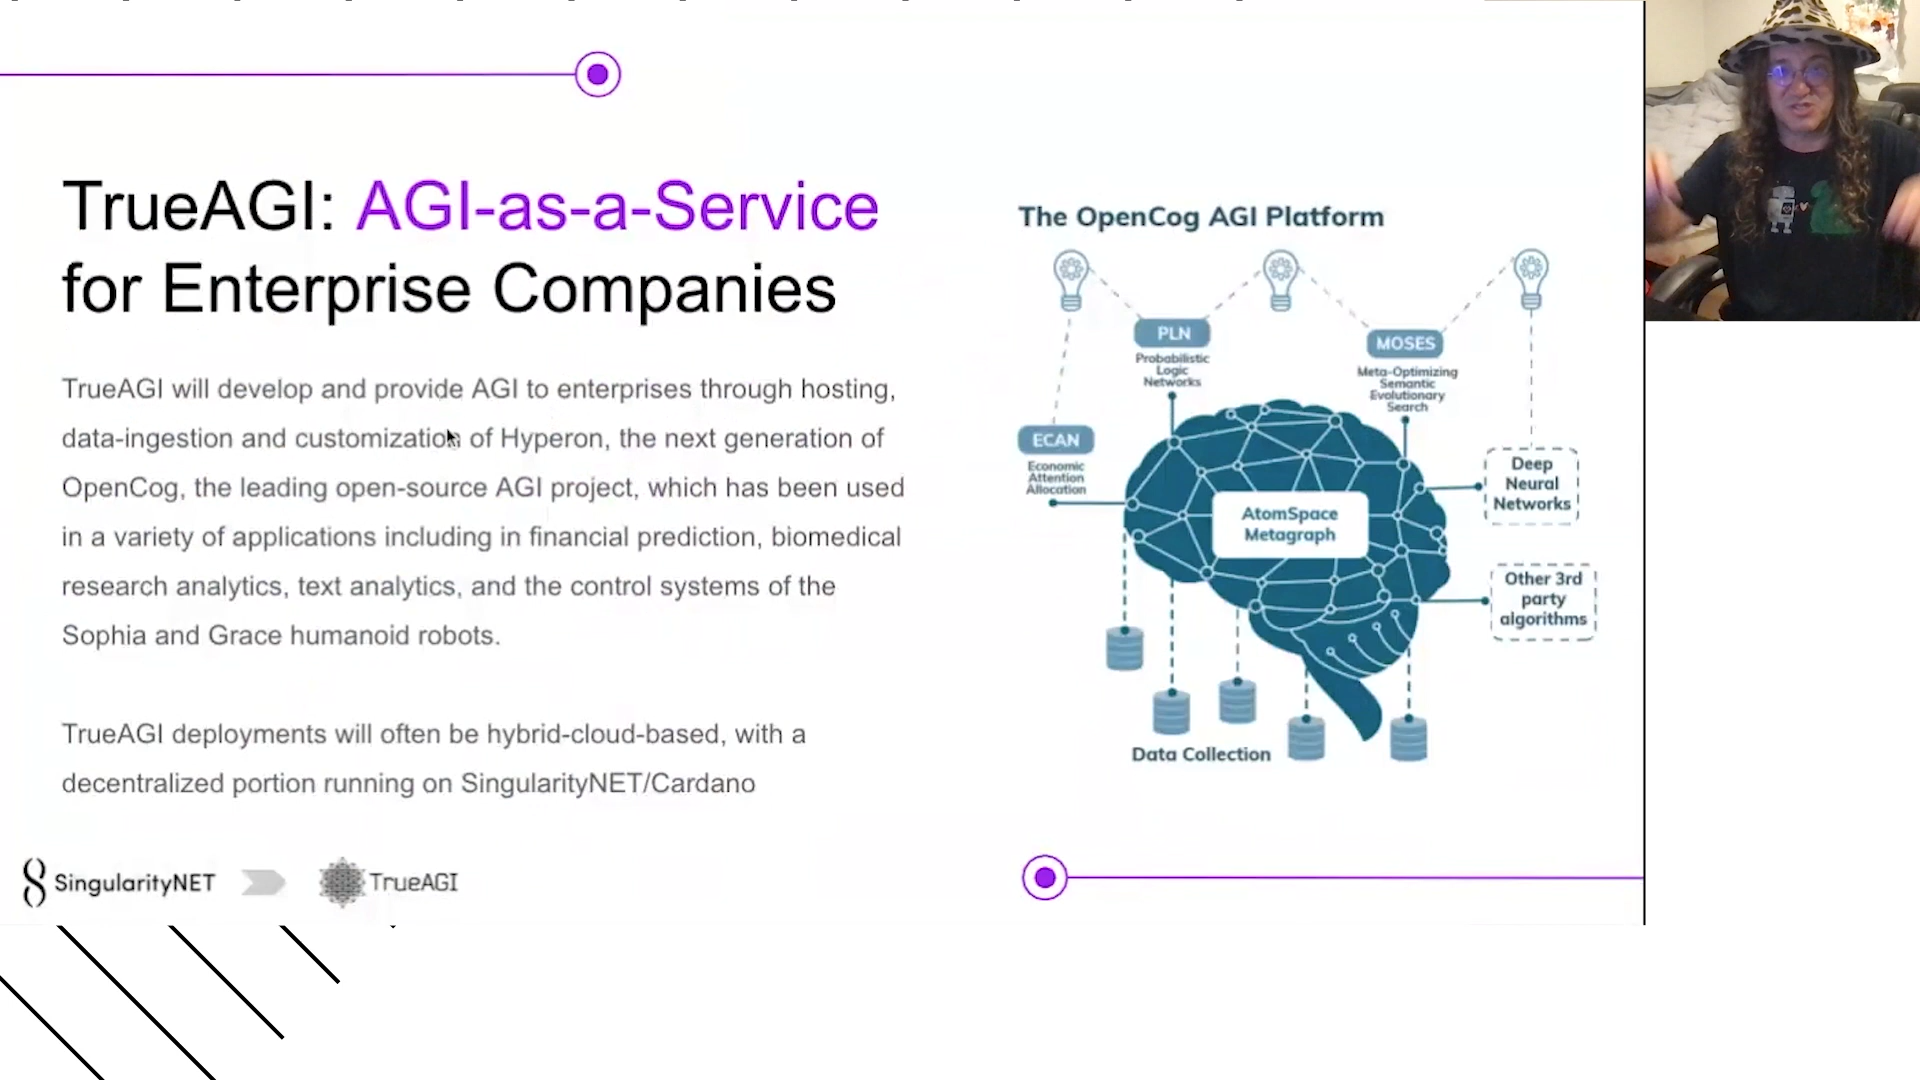 TrueAGI: AGI-as-a-Service
for Enterprise Companies
TrueAGI will develop and provide AGI to enterprises through hosting,
data-ingestion and customization of Hyperon, the next generation of
OpenCog, the leading open-source AGI project, which has been used
in a variety of applications including in financial prediction, biomedical
research analytics, text analytics, and the control systems of the
Sophia and Grace humanoid robots.
TrueAGI deployments will often be hybrid-cloud-based, with a
decentralized portion running on SingularityNET/Cardano
SingularityNET
TrueAGI
The OpenCog AGI Platform
PLN
Probabilistic
Logic
Networks
MOSES
Meta-Optimizing
Semantic
Evolutionary
Search
ECAN
Economic
Attention
Allocation
AtomSpace
Metagraph
Deep
Neural
Networks
Other 3rd
party
algorithms
Data Collection